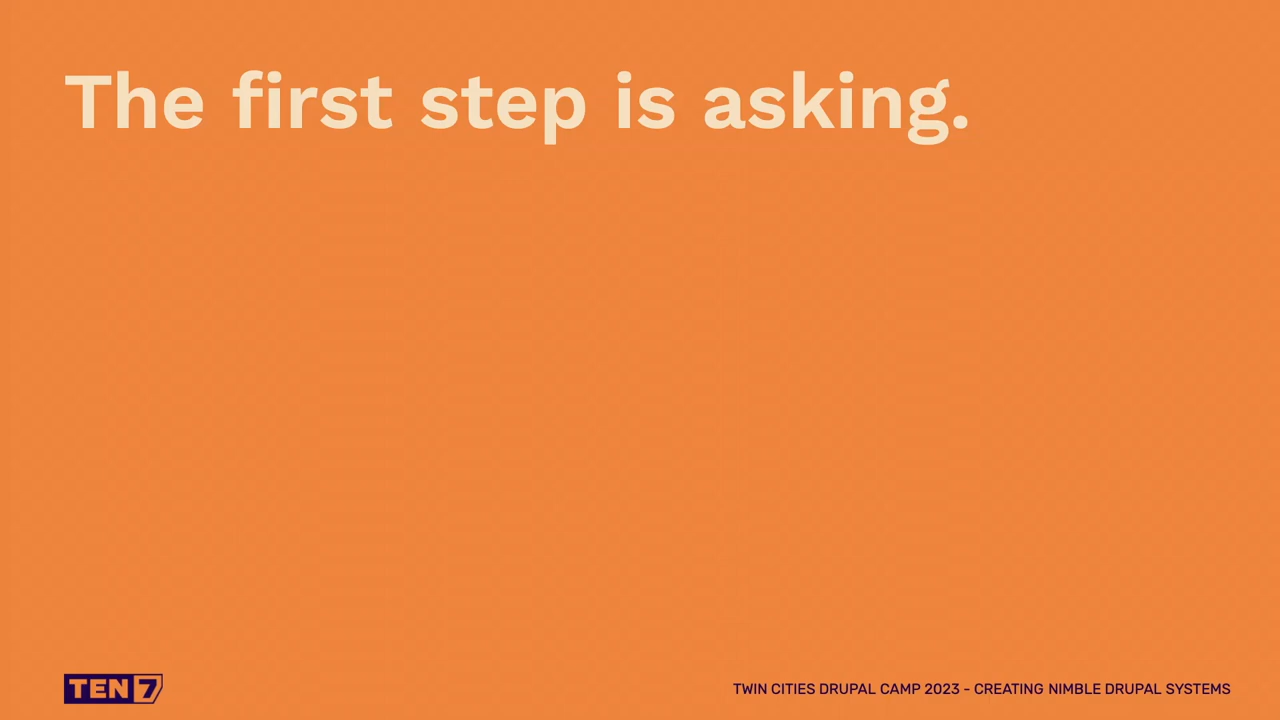 The first step is asking.
TEN7
TWIN CITIES DRUPAL CAMP 2023 - CREATING NIMBLE DRUPAL SYSTEMS